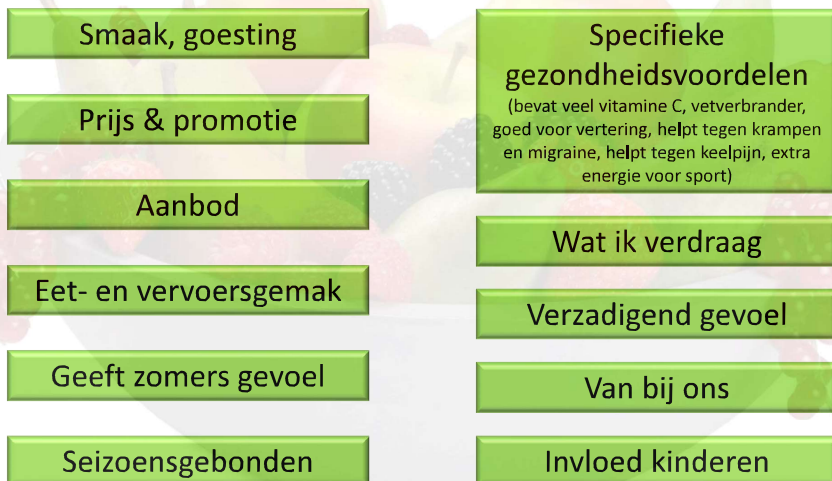 Smaak, goesting
Prijs & promotie
Aanbod
Eet- en vervoersgemak
Geeft zomers gevoel
Seizoensgebonden
Specifieke
gezondheidsvoordelen
(bevat veel vitamine C, vetverbrander,
goed voor vertering, helpt tegen krampen
en migraine, helpt tegen keelpijn, extra
energie voor sport)
Wat ik verdraag
Verzadigend gevoel
Van bij ons
Invloed kinderen